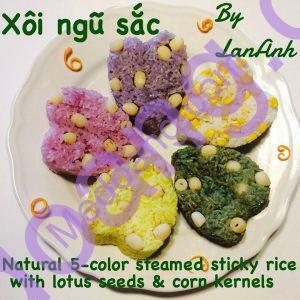 Xôi ngũ sắc
By
LanAnh
Natural 5-color steamed sticky rice
with lotus seeds & corn kernels